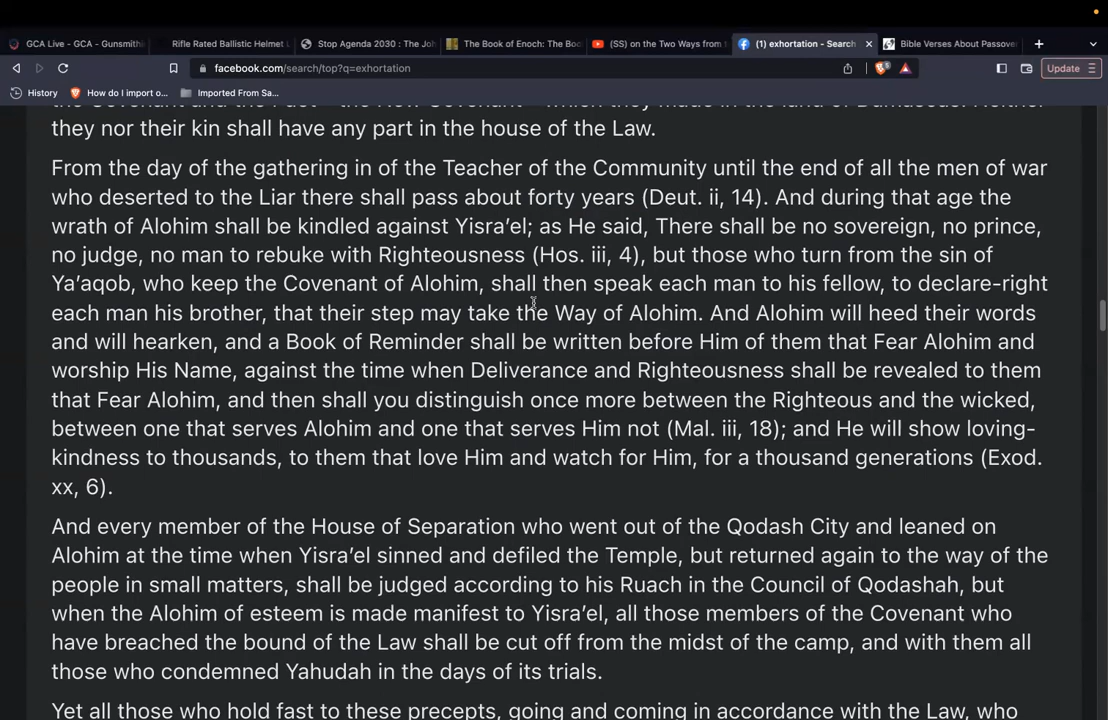 GCA Live - GCA - Gunsmithi
Rifle Rated Ballistic Helmet L
Stop Agenda 2030 : The Joh
The Book of Enoch: The Boo
(SS) on the Two Ways from t
(1) exhortation - Search
Bible Verses About Passover
facebook.com/search/top?q=exhortation
Update
History
How do I import o...
Imported From Sa...
they nor their kin shall have any part in the house of the Law.
From the day of the gathering in of the Teacher of the Community until the end of all the men of war
who deserted to the Liar there shall pass about forty years (Deut. ii, 14). And during that age the
wrath of Alohim shall be kindled against Yisra’el; as He said, There shall be no sovereign, no prince,
no judge, no man to rebuke with Righteousness (Hos. iii, 4), but those who turn from the sin of
Ya’aqob, who keep the Covenant of Alohim, shall then speak each man to his fellow, to declare-right
each man his brother, that their step may take the Way of Alohim. And Alohim will heed their words
and will hearken, and a Book of Reminder shall be written before Him of them that Fear Alohim and
worship His Name, against the time when Deliverance and Righteousness shall be revealed to them
that Fear Alohim, and then shall you distinguish once more between the Righteous and the wicked,
between one that serves Alohim and one that serves Him not (Mal. iii, 18); and He will show loving-
kindness to thousands, to them that love Him and watch for Him, for a thousand generations (Exod.
xx, 6).
And every member of the House of Separation who went out of the Qodash City and leaned on
Alohim at the time when Yisra’el sinned and defiled the Temple, but returned again to the way of the
people in small matters, shall be judged according to his Ruach in the Council of Qodashah, but
when the Alohim of esteem is made manifest to Yisra’el, all those members of the Covenant who
have breached the bound of the Law shall be cut off from the midst of the camp, and with them all
those who condemned Yahudah in the days of its trials.
Yet all those who hold fast to these precepts, going and coming in accordance with the Law, who